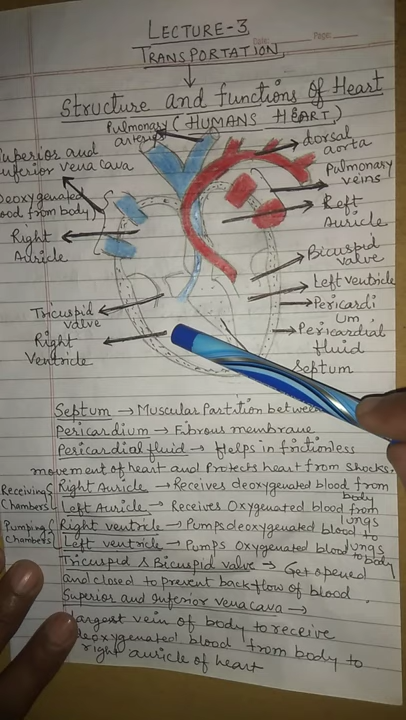 LECTURE-3
Date: Page:
TRANSPORTATION
Structure and functions of Heart
(HUMANS HEART)
Pulmonary arteries
dorsal aorta
Superior and
inferior vena cava
Pulmonary veins
Deoxygenated
blood from body)
Left Auricle
Right Auricle
Bicuspid valve
Left ventricle
Tricuspid valve
Pericardi
um
Right Ventricle
Pericardial fluid
Septum
Septum → Muscular Partition between
Pericardium → Fibrous membrane
Pericardial fluid → Helps in frictionless
movement of heart and Protects heart from shocks.
Receiving Chambers
Right Auricle → Receives deoxygenated blood from body
Left Auricle → Receives Oxygenated blood from lungs
Pumping Chambers
Right ventricle → Pumps deoxygenated blood to lungs
Left ventricle → Pumps Oxygenated blood to body
Tricuspid & Bicuspid valve → Get opened
and closed to prevent backflow of blood
Superior and Inferior venacava →
largest vein of body to receive
deoxygenated blood from body to
right auricle of heart